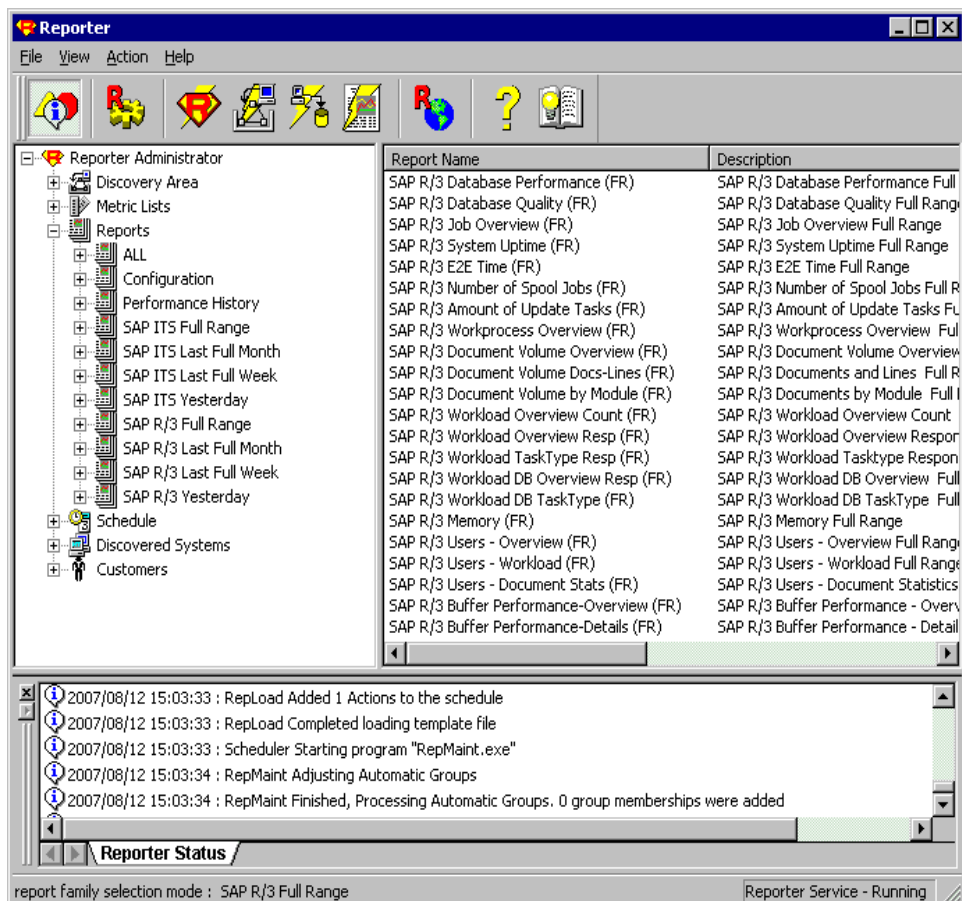 Reporter
File View Action Help
Reporter Administrator
Discovery Area
Metric Lists
Reports
ALL
Configuration
Performance History
SAP ITS Full Range
SAP ITS Last Full Month
SAP ITS Last Full Week
SAP ITS Yesterday
SAP R/3 Full Range
SAP R/3 Last Full Month
SAP R/3 Last Full Week
SAP R/3 Yesterday
Schedule
Discovered Systems
Customers
Report Name Description
SAP R/3 Database Performance (FR) SAP R/3 Database Performance Full
SAP R/3 Database Quality (FR) SAP R/3 Database Quality Full Rang
SAP R/3 Job Overview (FR) SAP R/3 Job Overview Full Range
SAP R/3 System Uptime (FR) SAP R/3 System Uptime Full Range
SAP R/3 E2E Time (FR) SAP R/3 E2E Time Full Range
SAP R/3 Number of Spool Jobs (FR) SAP R/3 Number of Spool Jobs Full R
SAP R/3 Amount of Update Tasks (FR) SAP R/3 Amount of Update Tasks Fu
SAP R/3 Workprocess Overview (FR) SAP R/3 Workprocess Overview Ful
SAP R/3 Document Volume Overview (FR) SAP R/3 Document Volume Overview
SAP R/3 Document Volume Docs-Lines (FR) SAP R/3 Documents and Lines Full R
SAP R/3 Document Volume by Module (FR) SAP R/3 Documents by Module Full
SAP R/3 Workload Overview Count (FR) SAP R/3 Workload Overview Count
SAP R/3 Workload Overview Resp (FR) SAP R/3 Workload Overview Respor
SAP R/3 Workload TaskType Resp (FR) SAP R/3 Workload Tasktype Respon
SAP R/3 Workload DB Overview Resp (FR) SAP R/3 Workload DB Overview Full
SAP R/3 Workload DB TaskType (FR) SAP R/3 Workload DB TaskType Full
SAP R/3 Memory (FR) SAP R/3 Memory Full Range
SAP R/3 Users - Overview (FR) SAP R/3 Users - Overview Full Rang
SAP R/3 Users - Workload (FR) SAP R/3 Users - Workload Full Range
SAP R/3 Users - Document Stats (FR) SAP R/3 Users - Document Statistics
SAP R/3 Buffer Performance-Overview (FR) SAP R/3 Buffer Performance - Overv
SAP R/3 Buffer Performance-Details (FR) SAP R/3 Buffer Performance - Detail
2007/08/12 15:03:33 : RepLoad Added 1 Actions to the schedule
2007/08/12 15:03:33 : RepLoad Completed loading template file
2007/08/12 15:03:33 : Scheduler Starting program "RepMaint.exe"
2007/08/12 15:03:34 : RepMaint Adjusting Automatic Groups
2007/08/12 15:03:34 : RepMaint Finished, Processing Automatic Groups. 0 group memberships were added
Reporter Status
report family selection mode : SAP R/3 Full Range Reporter Service - Running